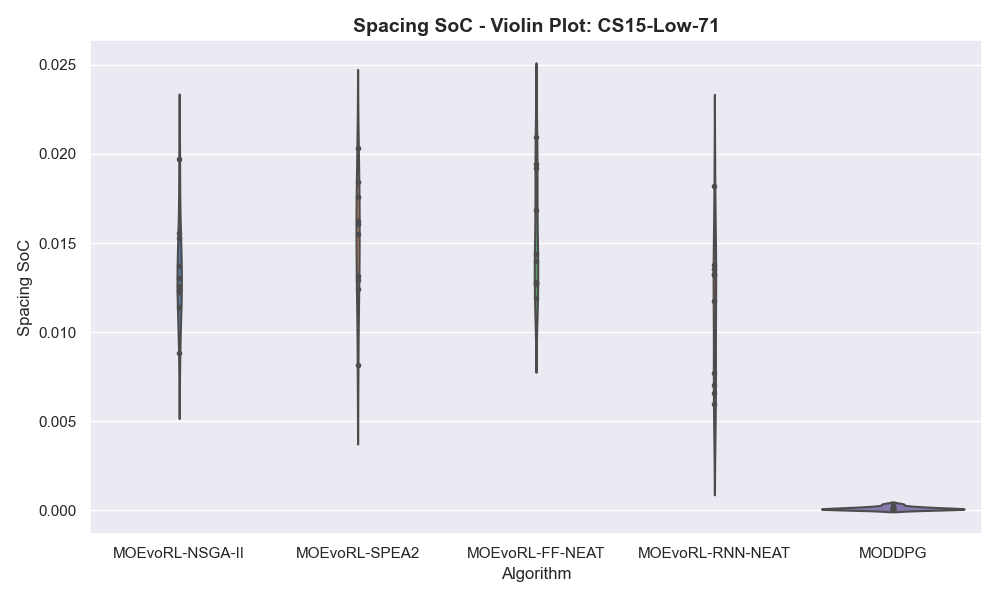 Spacing SoC - Violin Plot: CS15-Low-71
Spacing SoC
0.025
0.020
0.015
0.010
0.005
0.000
MOEvoRL-NSGA-II MOEvoRL-SPEA2 MOEvoRL-FF-NEAT MOEvoRL-RNN-NEAT MODDPG
Algorithm